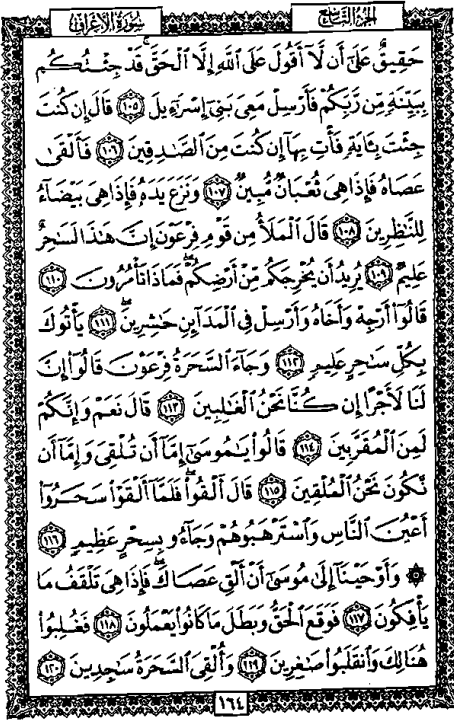 الجزء التاسع
سورة الأعراف
حَقِيقٌ عَلَىٰٓ أَن لَّآ أَقُولَ عَلَى ٱللَّهِ إِلَّا ٱلْحَقَّ ۚ قَدْ جِئْتُكُم
بِبَيِّنَةٍ مِّن رَّبِّكُمْ فَأَرْسِلْ مَعِىَ بَنِىٓ إِسْرَٰٓءِيلَ ١٠٥ قَالَ إِن كُنتَ
جِئْتَ بِـَٔايَةٍ فَأْتِ بِهَآ إِن كُنتَ مِنَ ٱلصَّـٰدِقِينَ ١٠٦ فَأَلْقَىٰ
عَصَاهُ فَإِذَا هِىَ ثُعْبَانٌ مُّبِينٌ ١٠٧ وَنَزَعَ يَدَهُۥ فَإِذَا هِىَ بَيْضَآءُ
لِلنَّـٰظِرِينَ ١٠٨ قَالَ ٱلْمَلَأُ مِن قَوْمِ فِرْعَوْنَ إِنَّ هَـٰذَا لَسَـٰحِرٌ
عَلِيمٌ ١٠٩ يُرِيدُ أَن يُخْرِجَكُم مِّنْ أَرْضِكُمْ ۖ فَمَاذَا تَأْمُرُونَ ١١٠
قَالُوٓا۟ أَرْجِهْ وَأَخَاهُ وَأَرْسِلْ فِى ٱلْمَدَآئِنِ حَـٰشِرِينَ ١١١ يَأْتُوكَ
بِكُلِّ سَـٰحِرٍ عَلِيمٍ ١١٢ وَجَآءَ ٱلسَّحَرَةُ فِرْعَوْنَ قَالُوٓا۟ إِنَّ
لَنَا لَأَجْرًا إِن كُنَّا نَحْنُ ٱلْغَـٰلِبِينَ ١١٣ قَالَ نَعَمْ وَإِنَّكُمْ
لَمِنَ ٱلْمُقَرَّبِينَ ١١٤ قَالُوا۟ يَـٰمُوسَىٰٓ إِمَّآ أَن تُلْقِىَ وَإِمَّآ أَن
نَّكُونَ نَحْنُ ٱلْمُلْقِينَ ١١٥ قَالَ أَلْقُوا۟ ۖ فَلَمَّآ أَلْقَوْا۟ سَحَرُوٓا۟
أَعْيُنَ ٱلنَّاسِ وَٱسْتَرْهَبُوهُمْ وَجَآءُو بِسِحْرٍ عَظِيمٍ ١١٦
۞ وَأَوْحَيْنَآ إِلَىٰ مُوسَىٰٓ أَنْ أَلْقِ عَصَاكَ ۖ فَإِذَا هِىَ تَلْقَفُ مَا
يَأْفِكُونَ ١١٧ فَوَقَعَ ٱلْحَقُّ وَبَطَلَ مَا كَانُوا۟ يَعْمَلُونَ ١١٨ فَغُلِبُوا۟
هُنَالِكَ وَٱنقَلَبُوا۟ صَـٰغِرِينَ ١١٩ وَأُلْقِىَ ٱلسَّحَرَةُ سَـٰجِدِينَ ١٢٠
١٦٤